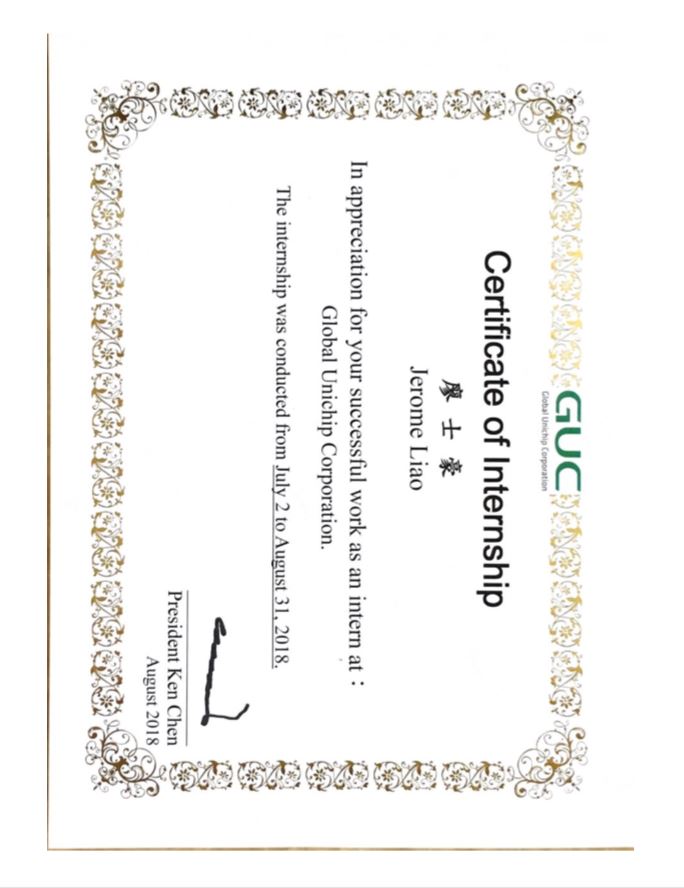 GUC
Global Unichip Corporation
Certificate of Internship
廖士豪
Jerome Liao
In appreciation for your successful work as an intern at：
Global Unichip Corporation.
The internship was conducted from July 2 to August 31, 2018.
President Ken Chen
August 2018